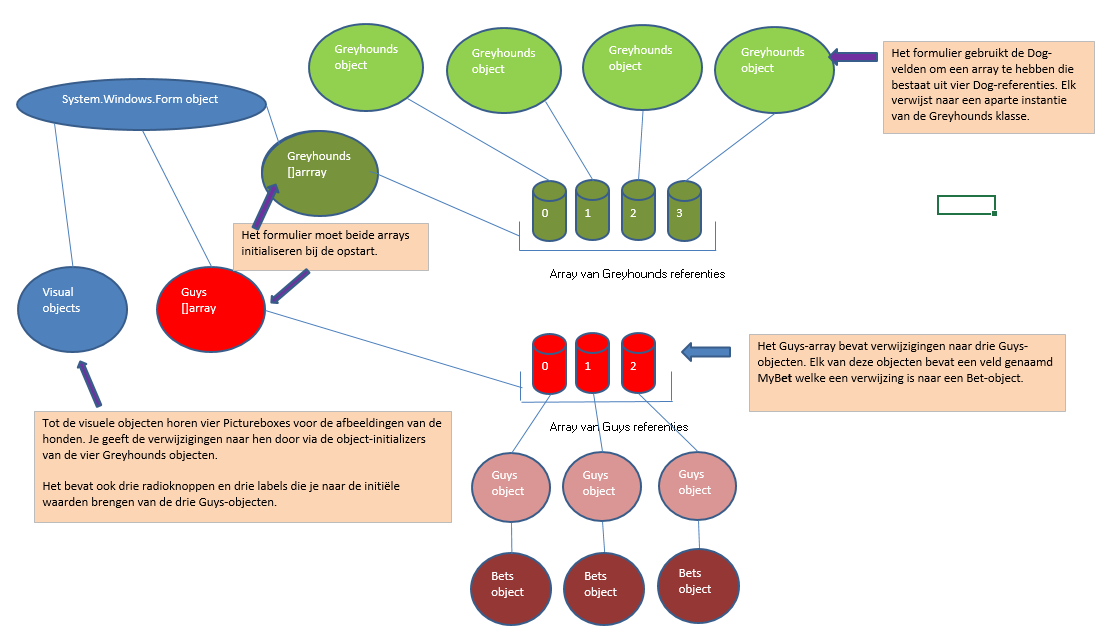 Greyhounds
object
Greyhounds
object
Greyhounds
object
Greyhounds
object
Het formulier gebruikt de Dog-
velden om een array te hebben die
bestaat uit vier Dog-referenties. Elk
verwijst naar een aparte instantie
van de Greyhounds klasse.
System.Windows.Form object
Greyhounds
[]arrray
0
1
2
3
Het formulier moet beide arrays
initialiseren bij de opstart.
Array van Greyhounds referenties
Visual
objects
Guys
[]array
0
1
2
Het Guys-array bevat verwijzigingen naar drie Guys-
objecten. Elk van deze objecten bevat een veld genaamd
MyBet welke een verwijzing is naar een Bet-object.
Tot de visuele objecten horen vier Pictureboxes voor de afbeeldingen van de
honden. Je geeft de verwijzigingen naar hen door via de object-initializers
van de vier Greyhounds objecten.
Het bevat ook drie radioknoppen en drie labels die je naar de initiële
waarden brengen van de drie Guys-objecten.
Array van Guys referenties
Guys
object
Guys
object
Guys
object
Bets
object
Bets
object
Bets
object